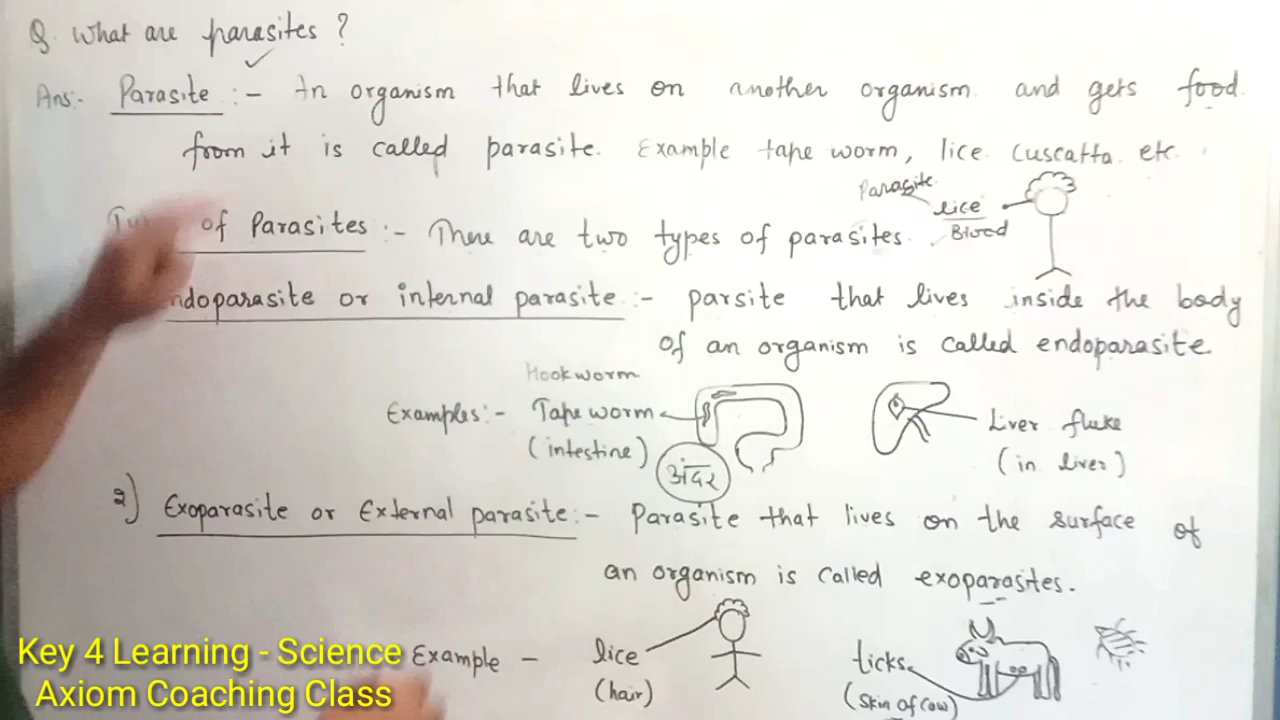 Q. What are parasites ?
Ans:- Parasite :- An organism that lives on another organism and gets food
from it is called parasite. Example tape worm, lice cuscatta etc.
Parasite
lice
Blood
of Parasites :- There are two types of parasites.
ndoparasite or internal parasite :- parsite that lives inside the body
of an organism is called endoparasite
Hookworm
Examples:- Tape worm
(intestine)
अंदर
Liver fluke
(in liver)
2) Exoparasite or External parasite :- Parasite that lives on the surface of
an organism is called exoparasites.
Example - lice
(hair)
ticks
(Skin of cow)
Key 4 Learning - Science
Axiom Coaching Class